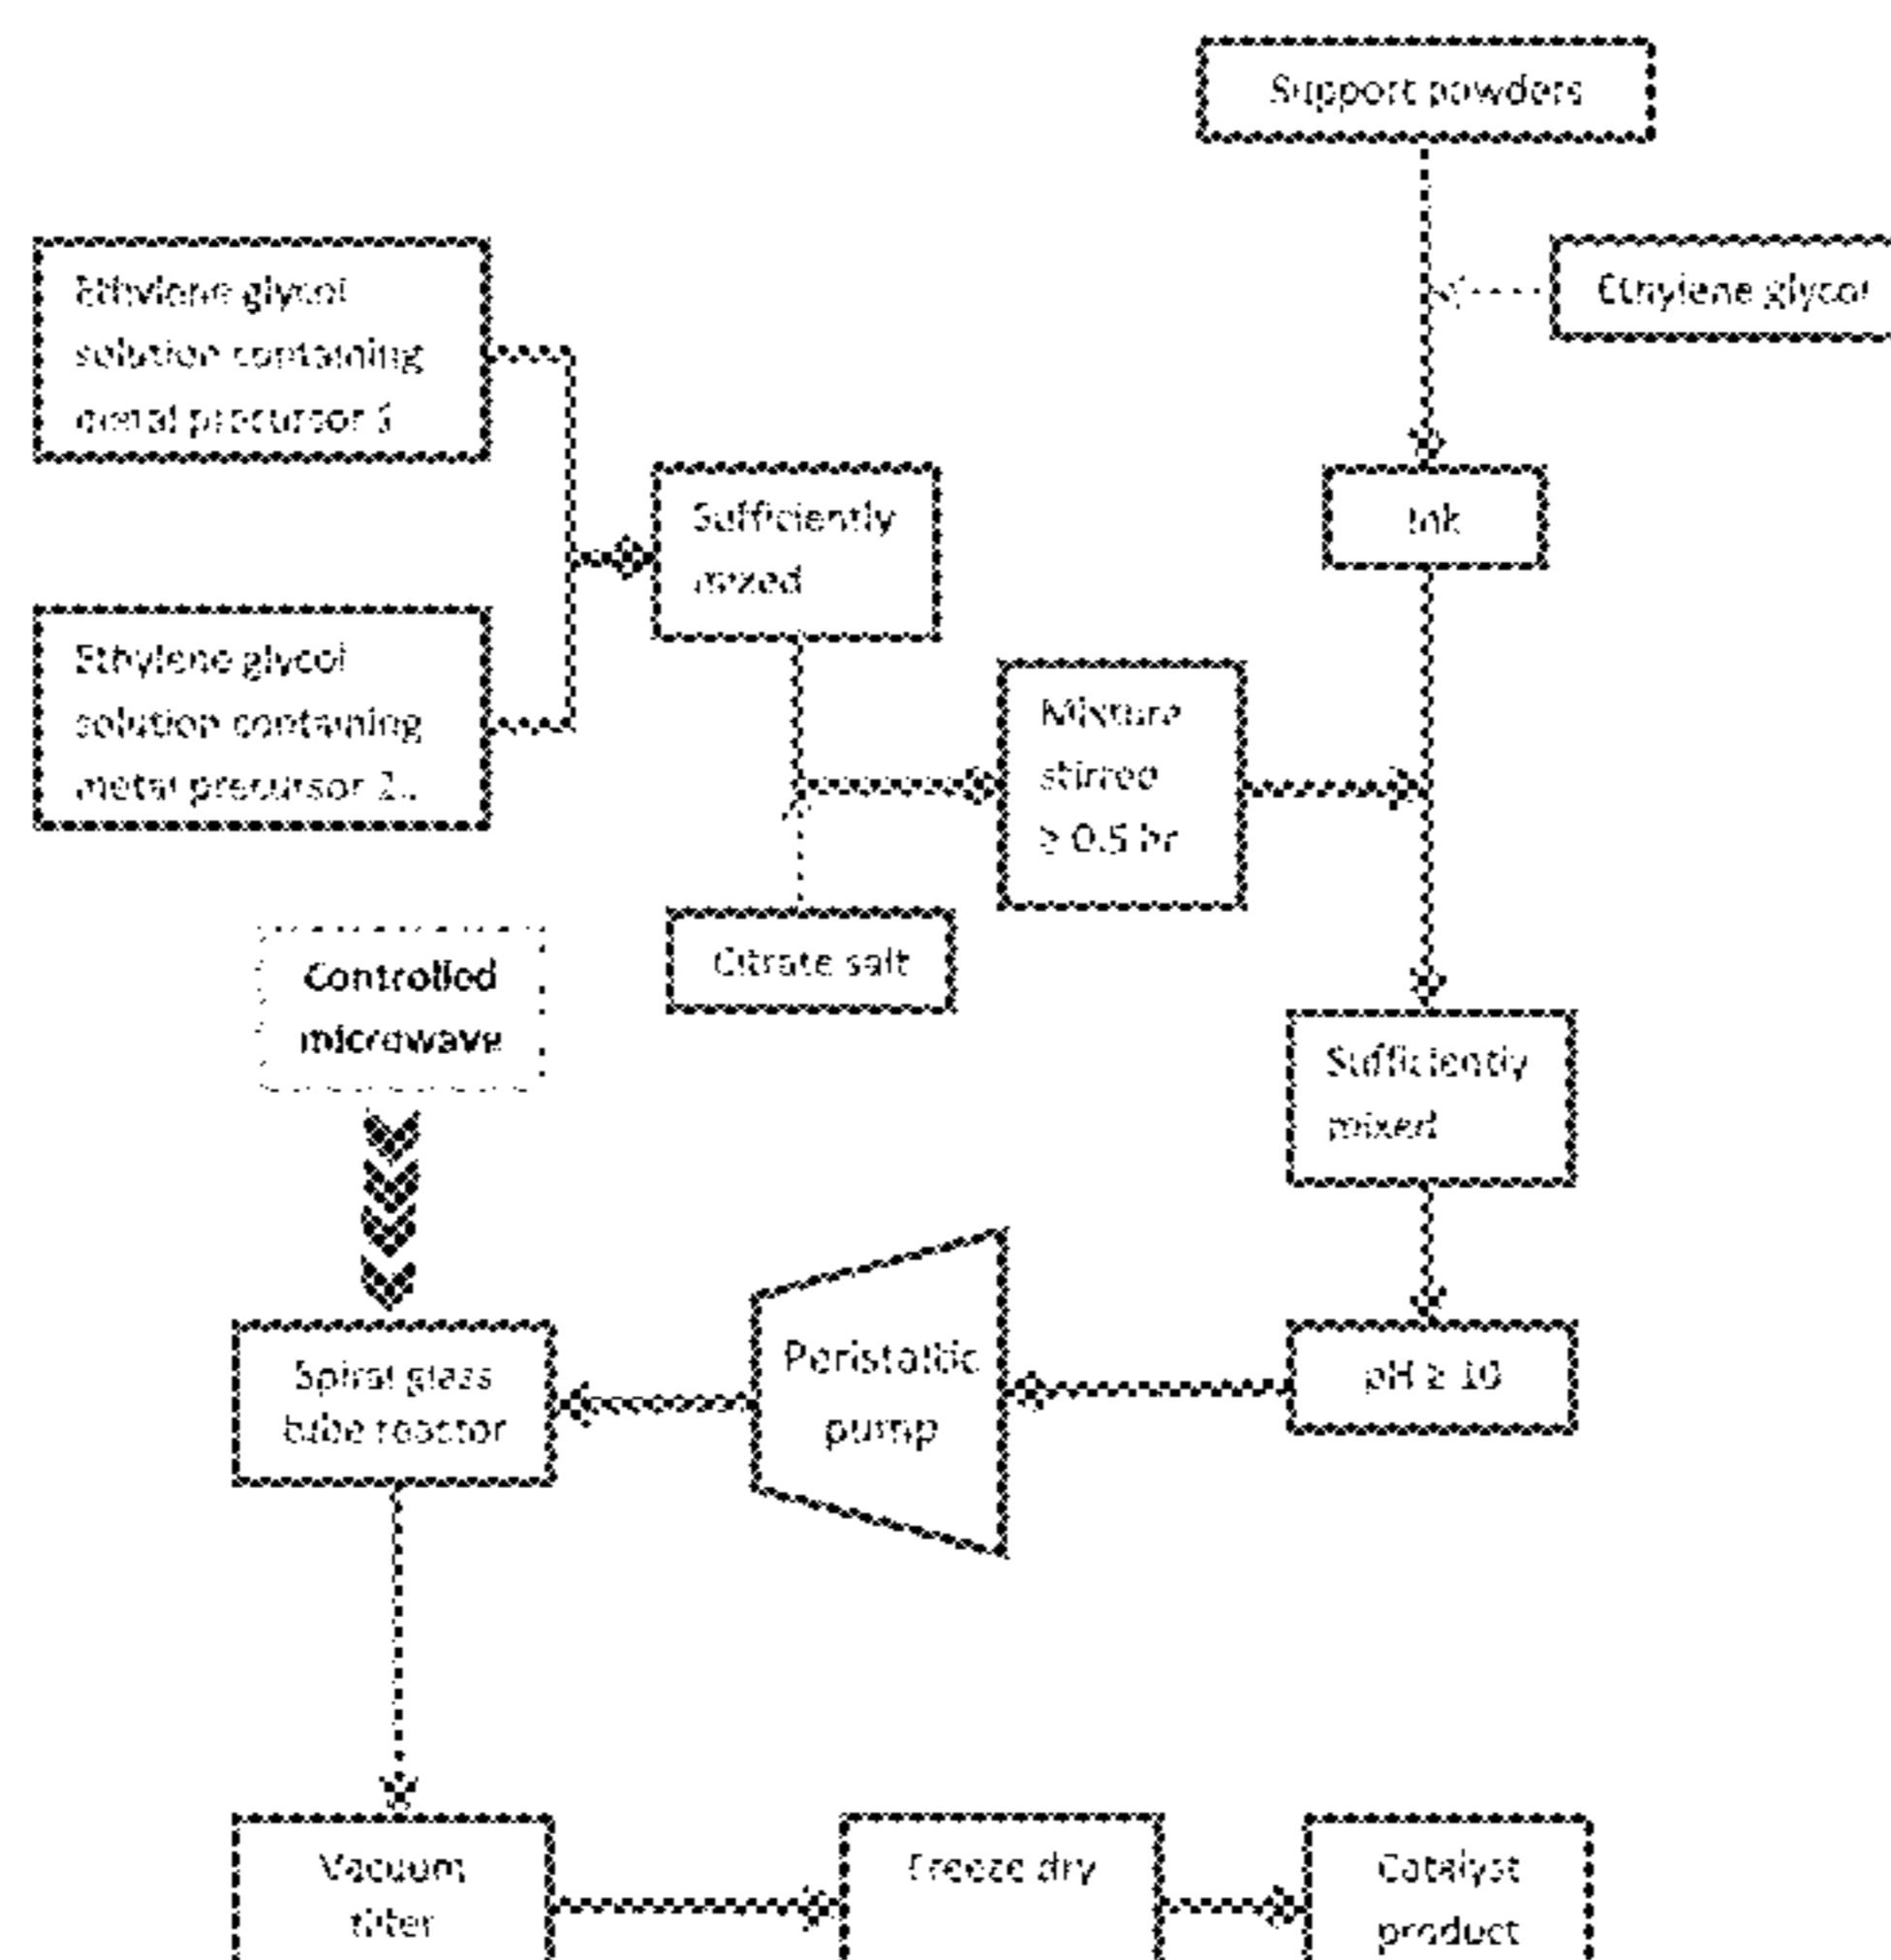 Support powders
Ethylene glycol
solution containing
metal precursor 1
Ethylene glycol
Sufficiently
mixed
Ink
Ethylene glycol
solution containing
metal precursor 2..
Mixture
stirred
≥ 0.5 hr
Citrate salt
Controlled
microwave
Sufficiently
mixed
Peristaltic
pump
pH ≥ 10
Spiral glass
tube reactor
Vacuum
filter
Freeze dry
Catalyst
product